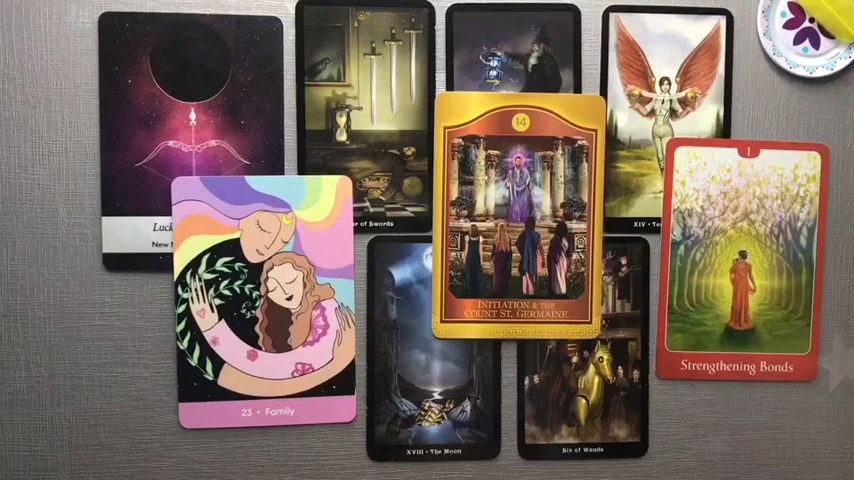 14
1
Luck
New
r of Swords
XIV · Te
INITIATION & THE
COUNT ST. GERMAINE
Strengthening Bonds
23 · Family
XVIII · The Moon
Six of Wands